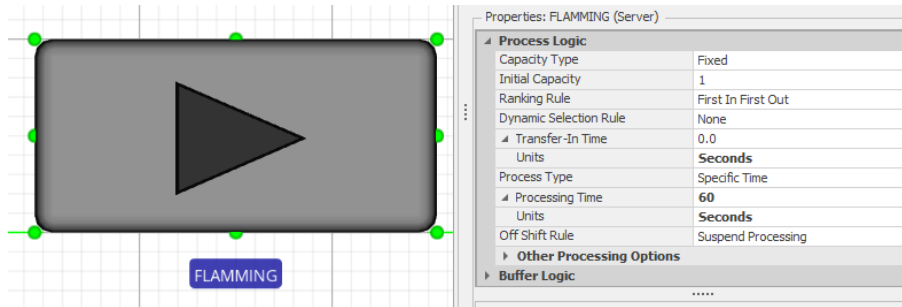 Properties: FLAMMING (Server)
Process Logic
Capacity Type Fixed
Initial Capacity 1
Ranking Rule First In First Out
Dynamic Selection Rule None
Transfer-In Time 0.0
Units Seconds
Process Type Specific Time
Processing Time 60
Units Seconds
Off Shift Rule Suspend Processing
Other Processing Options
Buffer Logic
FLAMMING